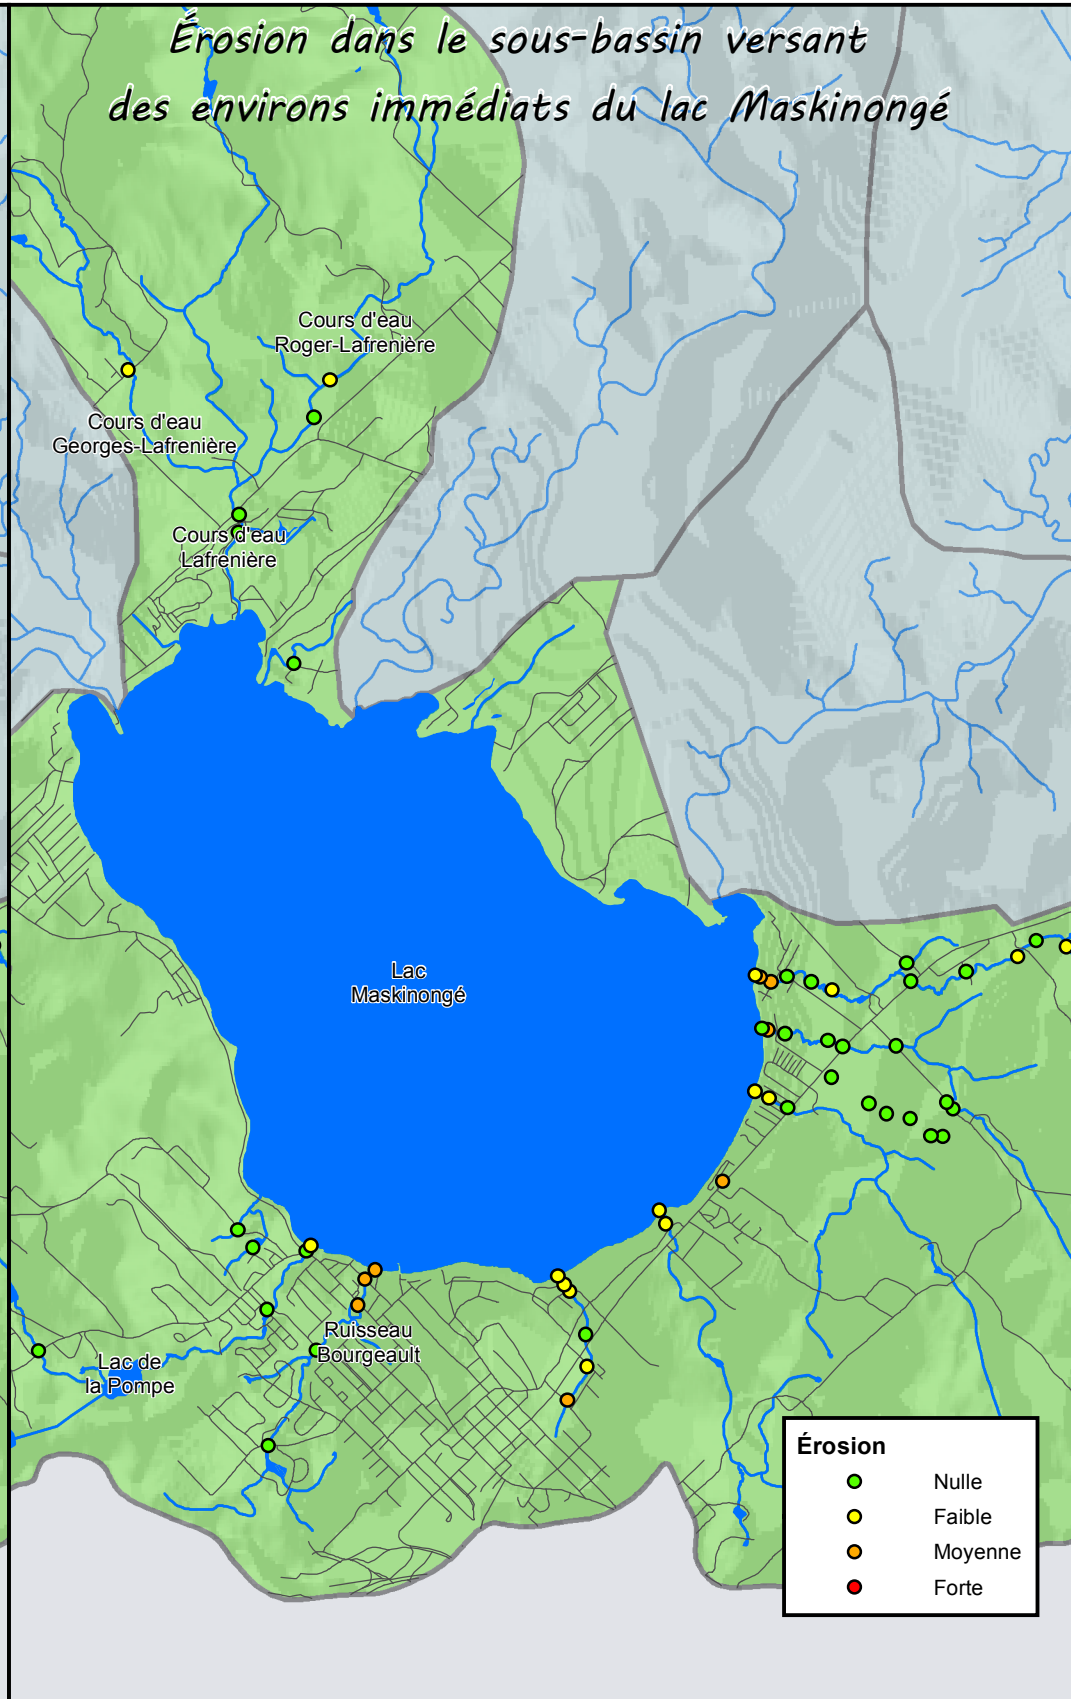 Érosion dans le sous-bassin versant
des environs immédiats du lac Maskinongé
Cours d'eau
Roger-Lafrenière
Cours d'eau
Georges-Lafrenière
Cours d'eau
Lafrenière
Lac
Maskinongé
Ruisseau
Bourgeault
Lac de
la Pompe
Érosion
Nulle
Faible
Moyenne
Forte